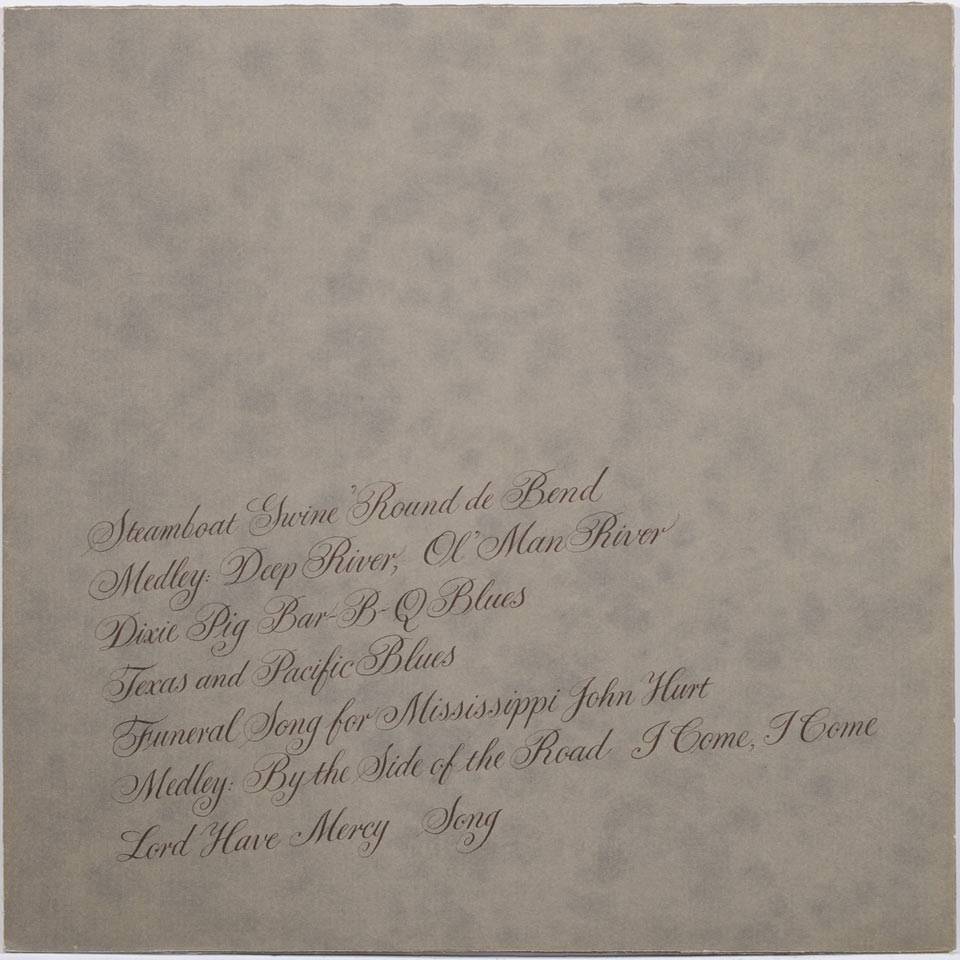 Steamboat Gwine 'Round de Bend
Medley: Deep River, Ol' Man River
Dixie Pig Bar-B-Q Blues
Texas and Pacific Blues
Funeral Song for Mississippi John Hurt
Medley: By the Side of the Road I Come, I Come
Lord Have Mercy Song